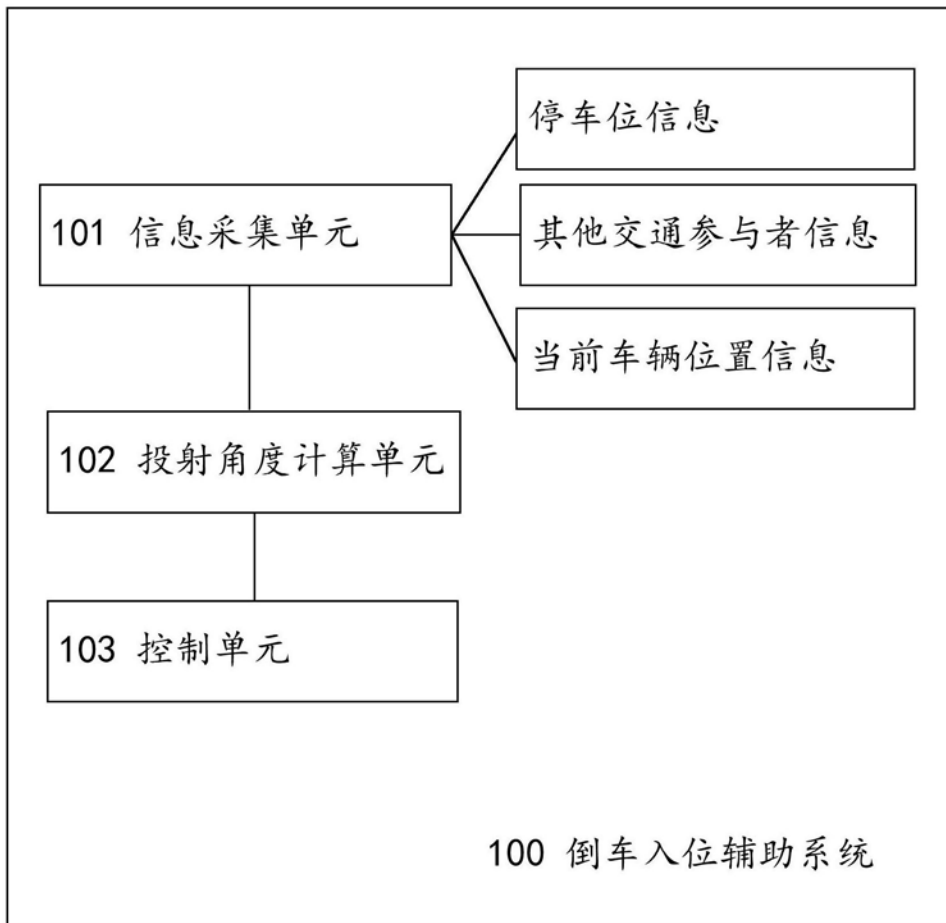 停车位信息
101 信息采集单元
其他交通参与者信息
当前车辆位置信息
102 投射角度计算单元
103 控制单元
100 倒车入位辅助系统